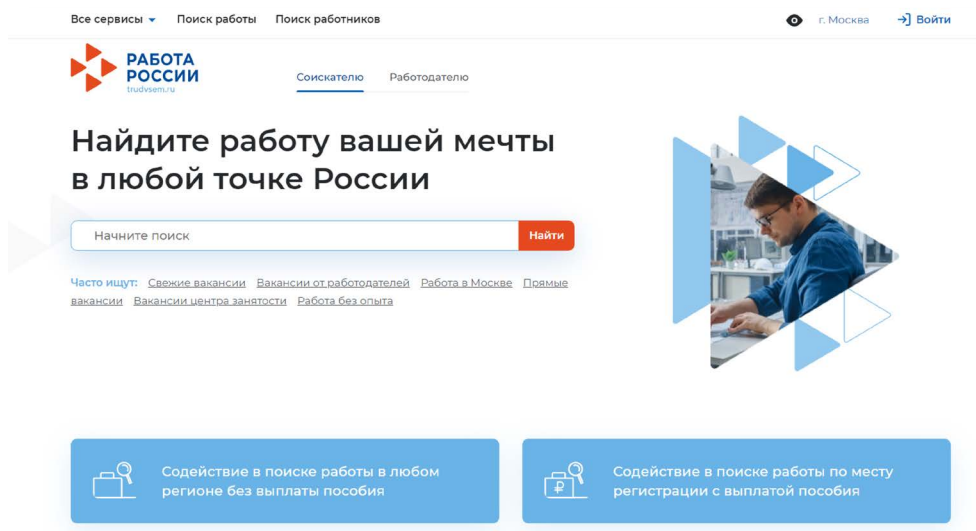 Все сервисы Поиск работы Поиск работников г. Москва Войти
РАБОТА
РОССИИ
trudvsem.ru
Соискателю Работодателю
Найдите работу вашей мечты
в любой точке России
Начните поиск Найти
Часто ищут: Свежие вакансии Вакансии от работодателей Работа в Москве Прямые
вакансии Вакансии центра занятости Работа без опыта
Содействие в поиске работы в любом
регионе без выплаты пособия
₽
Содействие в поиске работы по месту
регистрации с выплатой пособия